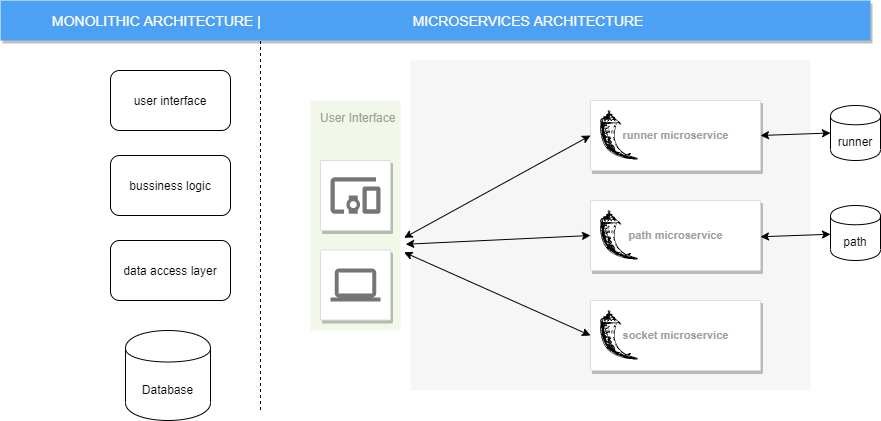 MONOLITHIC ARCHITECTURE |
MICROSERVICES ARCHITECTURE
user interface
bussiness logic
data access layer
Database
User Interface
runner microservice
path microservice
socket microservice
runner
path